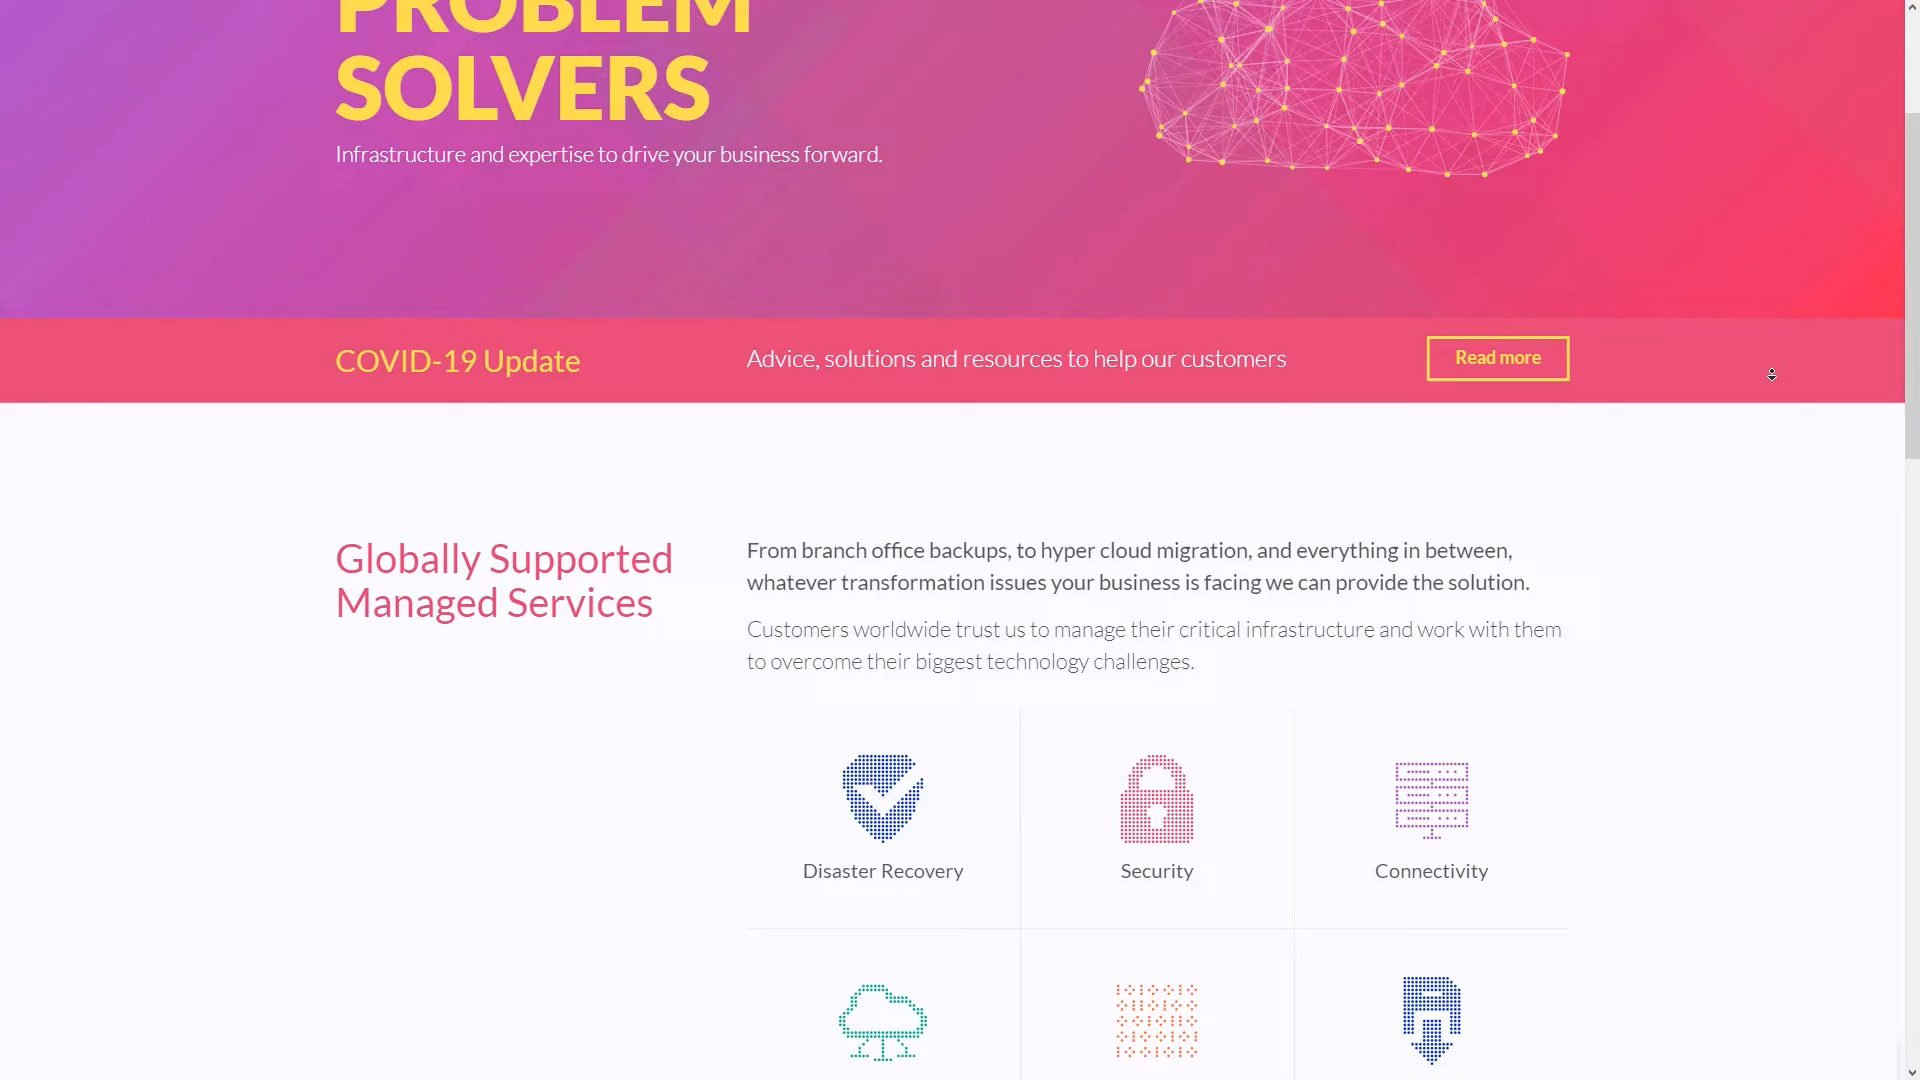 PROBLEM
SOLVERS
Infrastructure and expertise to drive your business forward.
COVID-19 Update
Advice, solutions and resources to help our customers
Read more
Globally Supported
Managed Services
From branch office backups, to hyper cloud migration, and everything in between,
whatever transformation issues your business is facing we can provide the solution.
Customers worldwide trust us to manage their critical infrastructure and work with them
to overcome their biggest technology challenges.
Disaster Recovery
Security
Connectivity